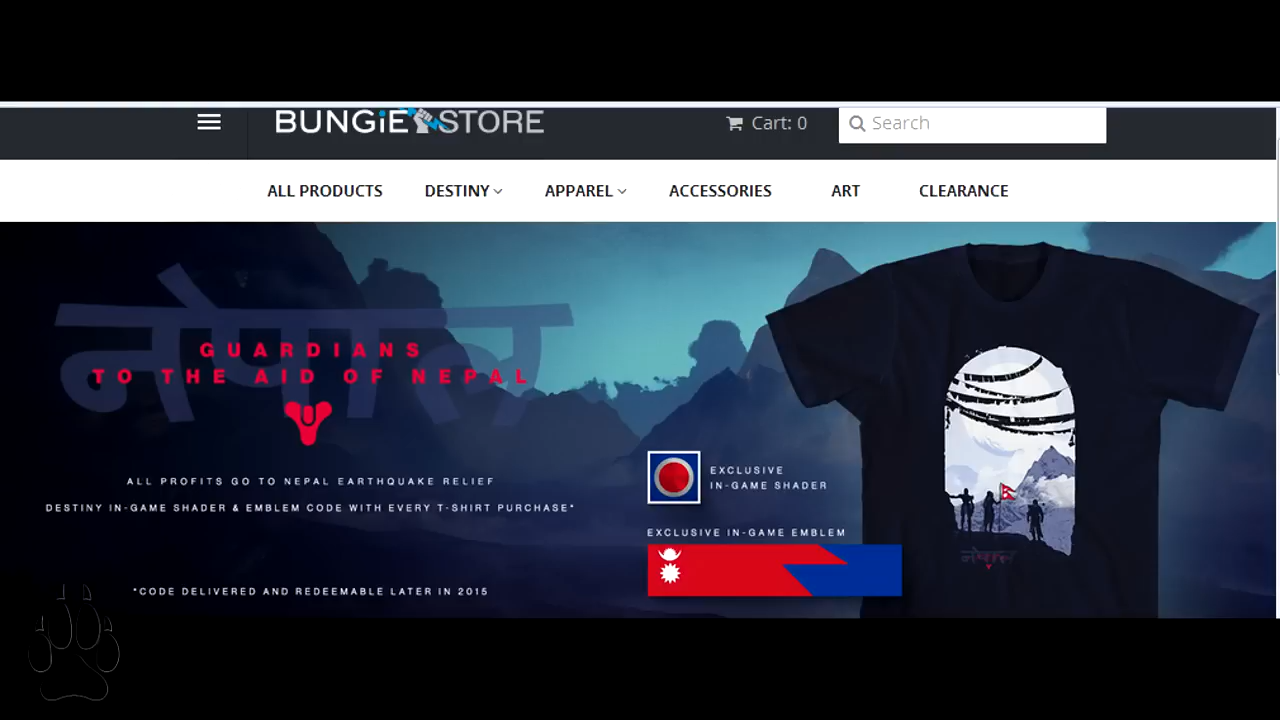 BUNGiE STORE
Cart: 0
Search
ALL PRODUCTS
DESTINY
APPAREL
ACCESSORIES
ART
CLEARANCE
नेपाल
GUARDIANS
TO THE AID OF NEPAL
ALL PROFITS GO TO NEPAL EARTHQUAKE RELIEF
DESTINY IN-GAME SHADER & EMBLEM CODE WITH EVERY T-SHIRT PURCHASE*
*CODE DELIVERED AND REDEEMABLE LATER IN 2015
EXCLUSIVE
IN-GAME SHADER
EXCLUSIVE IN-GAME EMBLEM
नेपाल